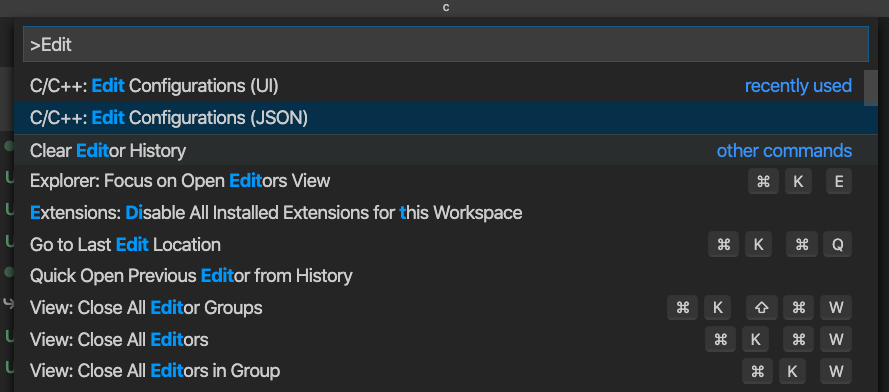 c
>Edit
C/C++: Edit Configurations (UI) recently used
C/C++: Edit Configurations (JSON)
Clear Editor History other commands
Explorer: Focus on Open Editors View ⌘ K E
Extensions: Disable All Installed Extensions for this Workspace
Go to Last Edit Location ⌘ K ⌘ Q
Quick Open Previous Editor from History
View: Close All Editor Groups ⌘ K ⇧ ⌘ W
View: Close All Editors ⌘ K ⌘ W
View: Close All Editors in Group ⌘ K W